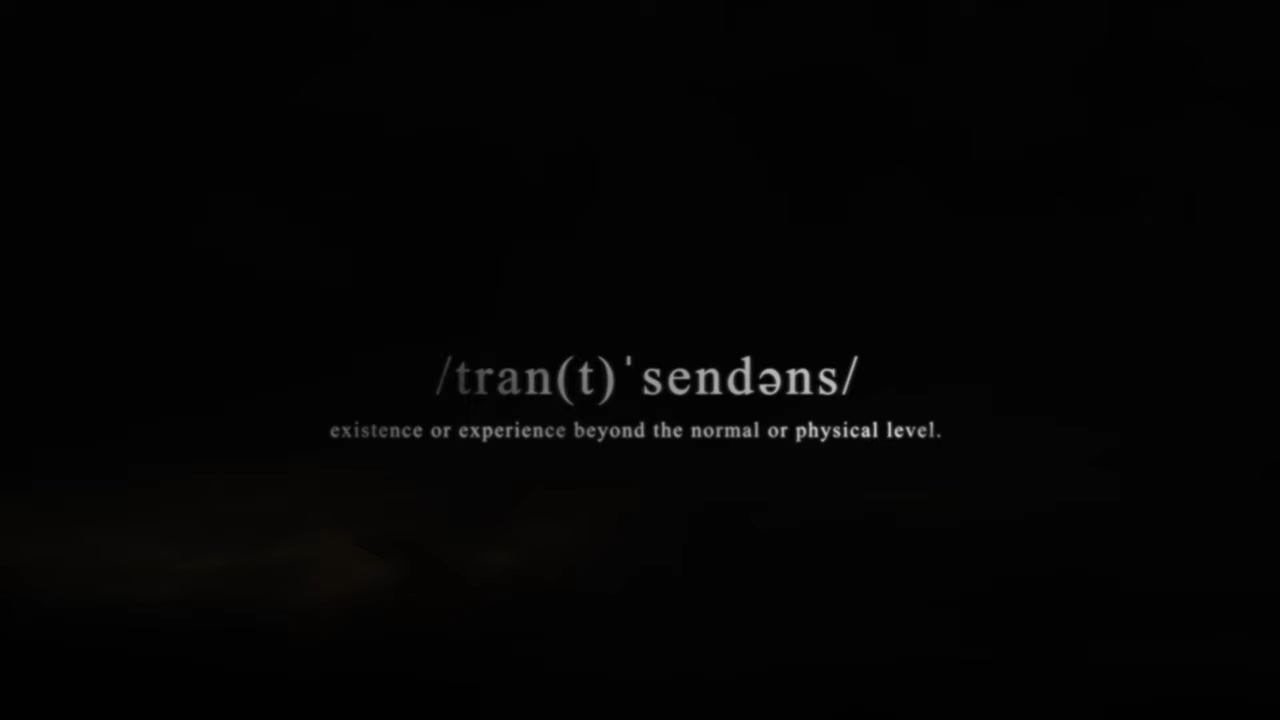 /tran(t)ˈsendəns/
existence or experience beyond the normal or physical level.